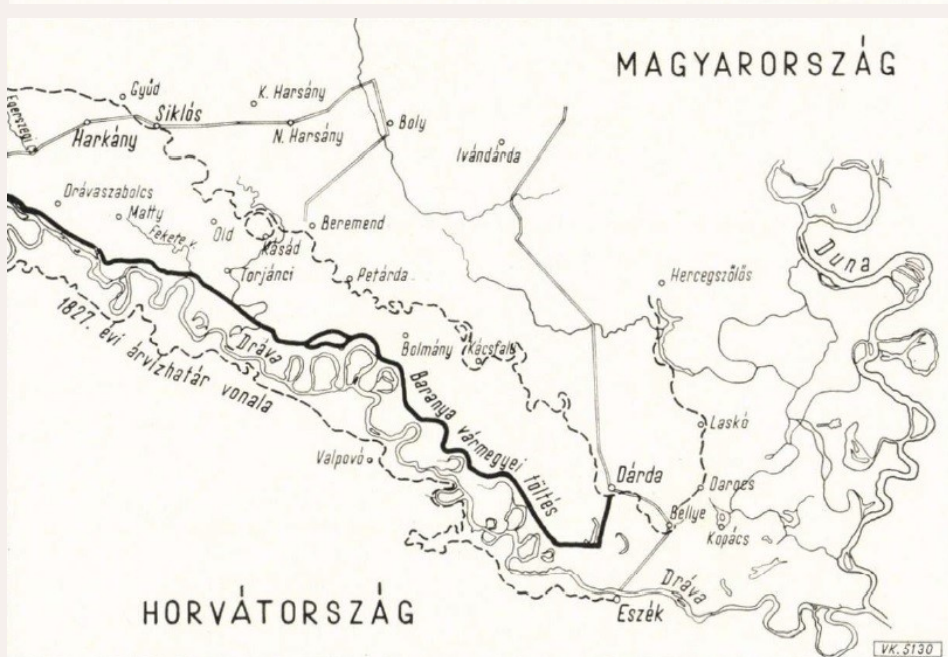 MAGYARORSZÁG
Gyűd
K. Harsány
Egerszegi
Harkány
Siklós
N. Harsány
Boly
Ivándárda
Drávaszabolcs
Matty
Fekete v.
Old
Kásád
Torjánci
Beremend
Petárda
Duna
Hercegszőlős
1827. évi árvízhatár vonala
Dráva
Bolmány
Kácsfalu
Baranya vármegyei töltés
Laskó
Valpovó
Dárda
Darocs
Bellye
Kopács
HORVÁTORSZÁG
Eszék
Dráva
VK. 5130